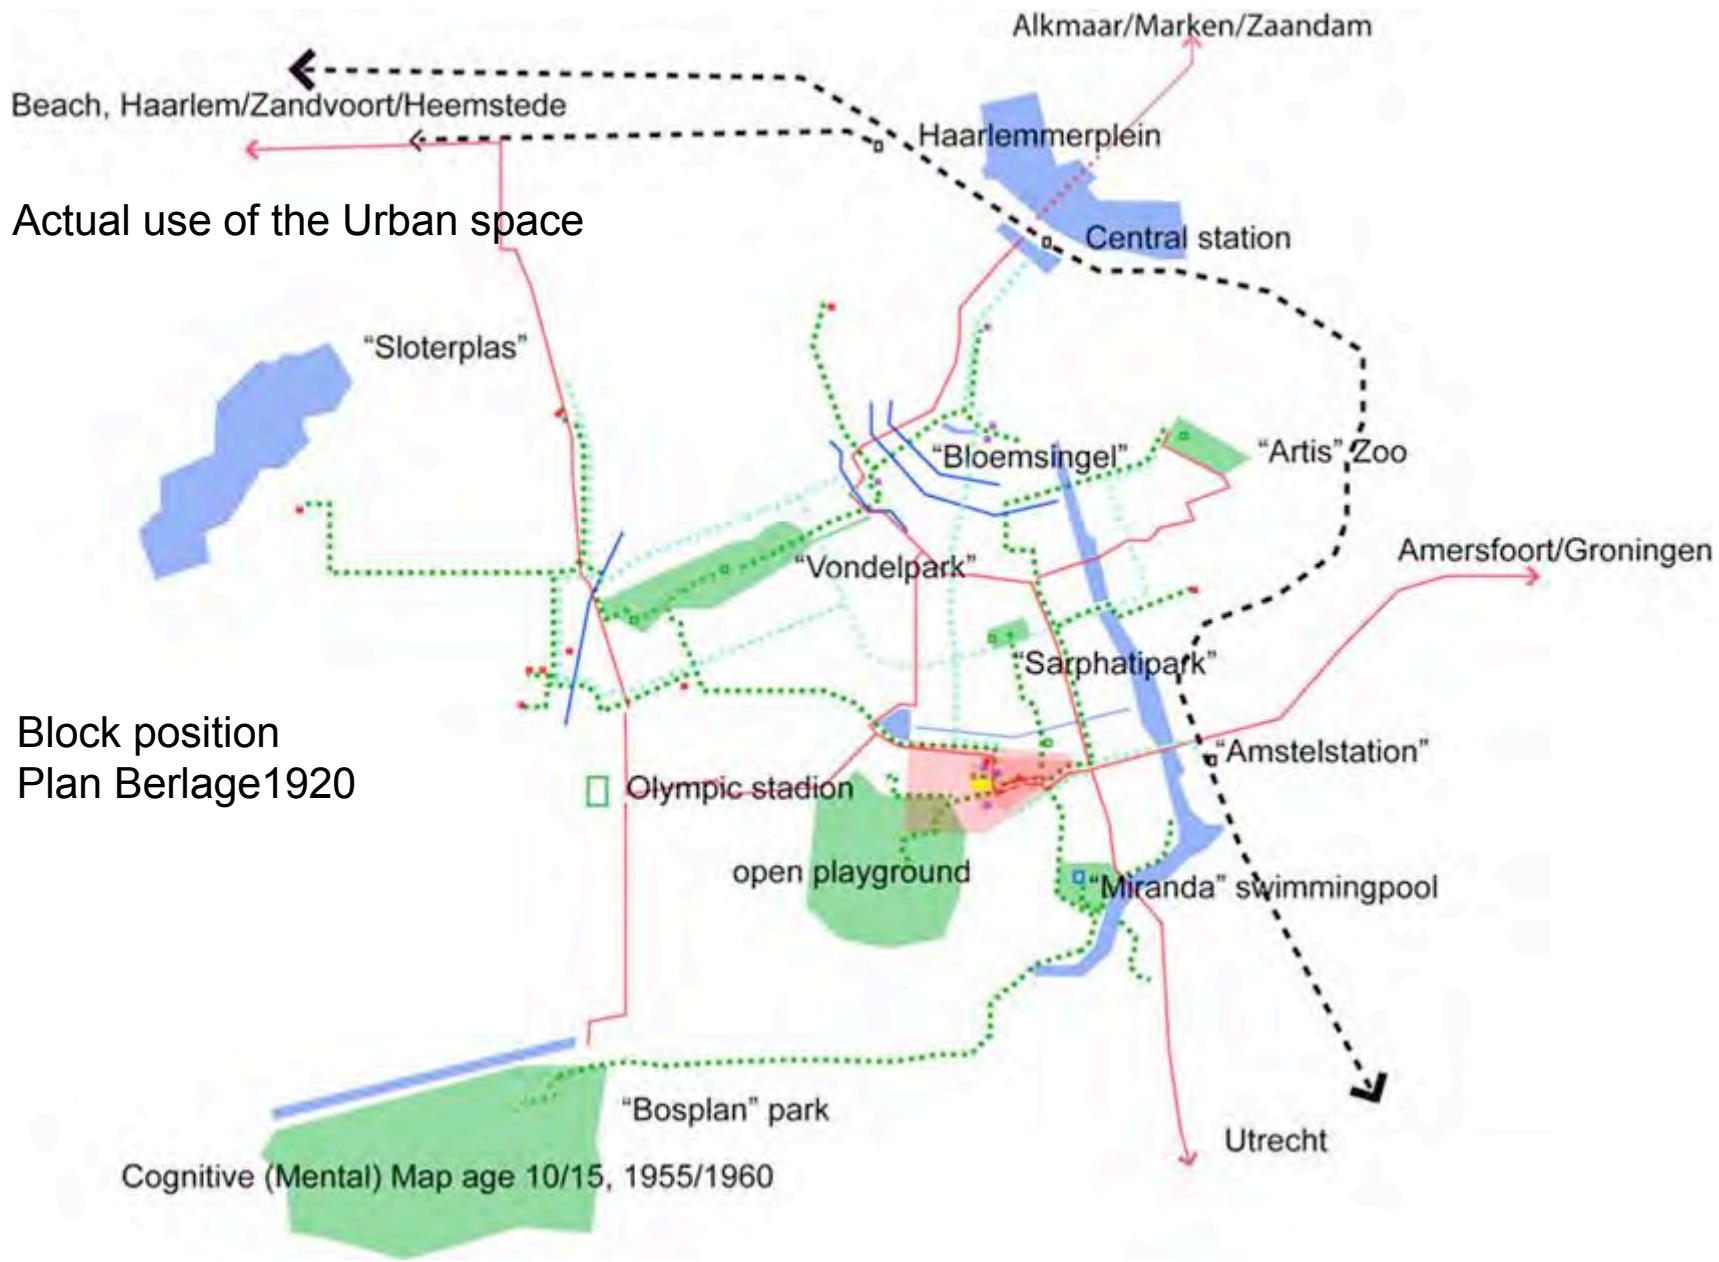 Alkmaar/Marken/Zaandam
Beach, Haarlem/Zandvoort/Heemstede
Haarlemmerplein
Actual use of the Urban space
Central station
“Sloterplas”
“Bloemsingel”
“Artis” Zoo
Amersfoort/Groningen
“Vondelpark”
“Sarphatipark”
Block position
Plan Berlage1920
“Amstelstation”
Olympic stadion
open playground
“Miranda” swimmingpool
“Bosplan” park
Utrecht
Cognitive (Mental) Map age 10/15, 1955/1960